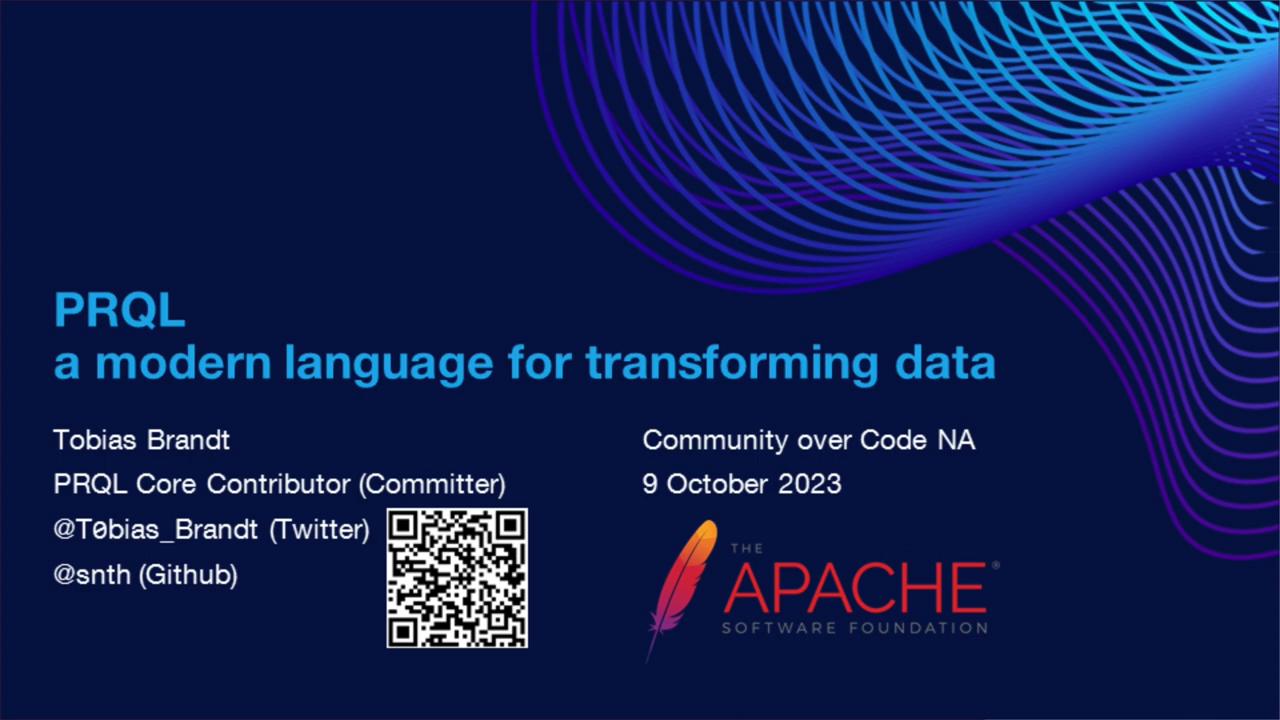 PRQL
a modern language for transforming data
Tobias Brandt
PRQL Core Contributor (Committer)
@T0bias_Brandt (Twitter)
@snth (Github)
Community over Code NA
9 October 2023
THE
APACHE®
SOFTWARE FOUNDATION